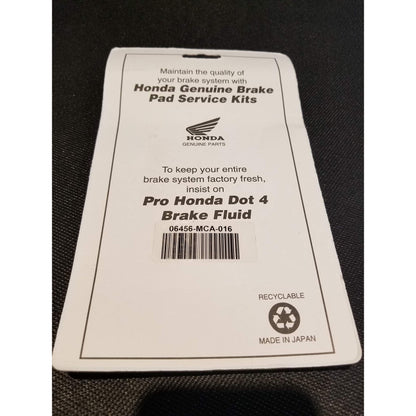 Maintain the quality of
your brake system with
Honda Genuine Brake
Pad Service Kits
HONDA
GENUINE PARTS
To keep your entire
brake system factory fresh,
insist on
Pro Honda Dot 4
Brake Fluid
06456-MCA-016
RECYCLABLE
MADE IN JAPAN